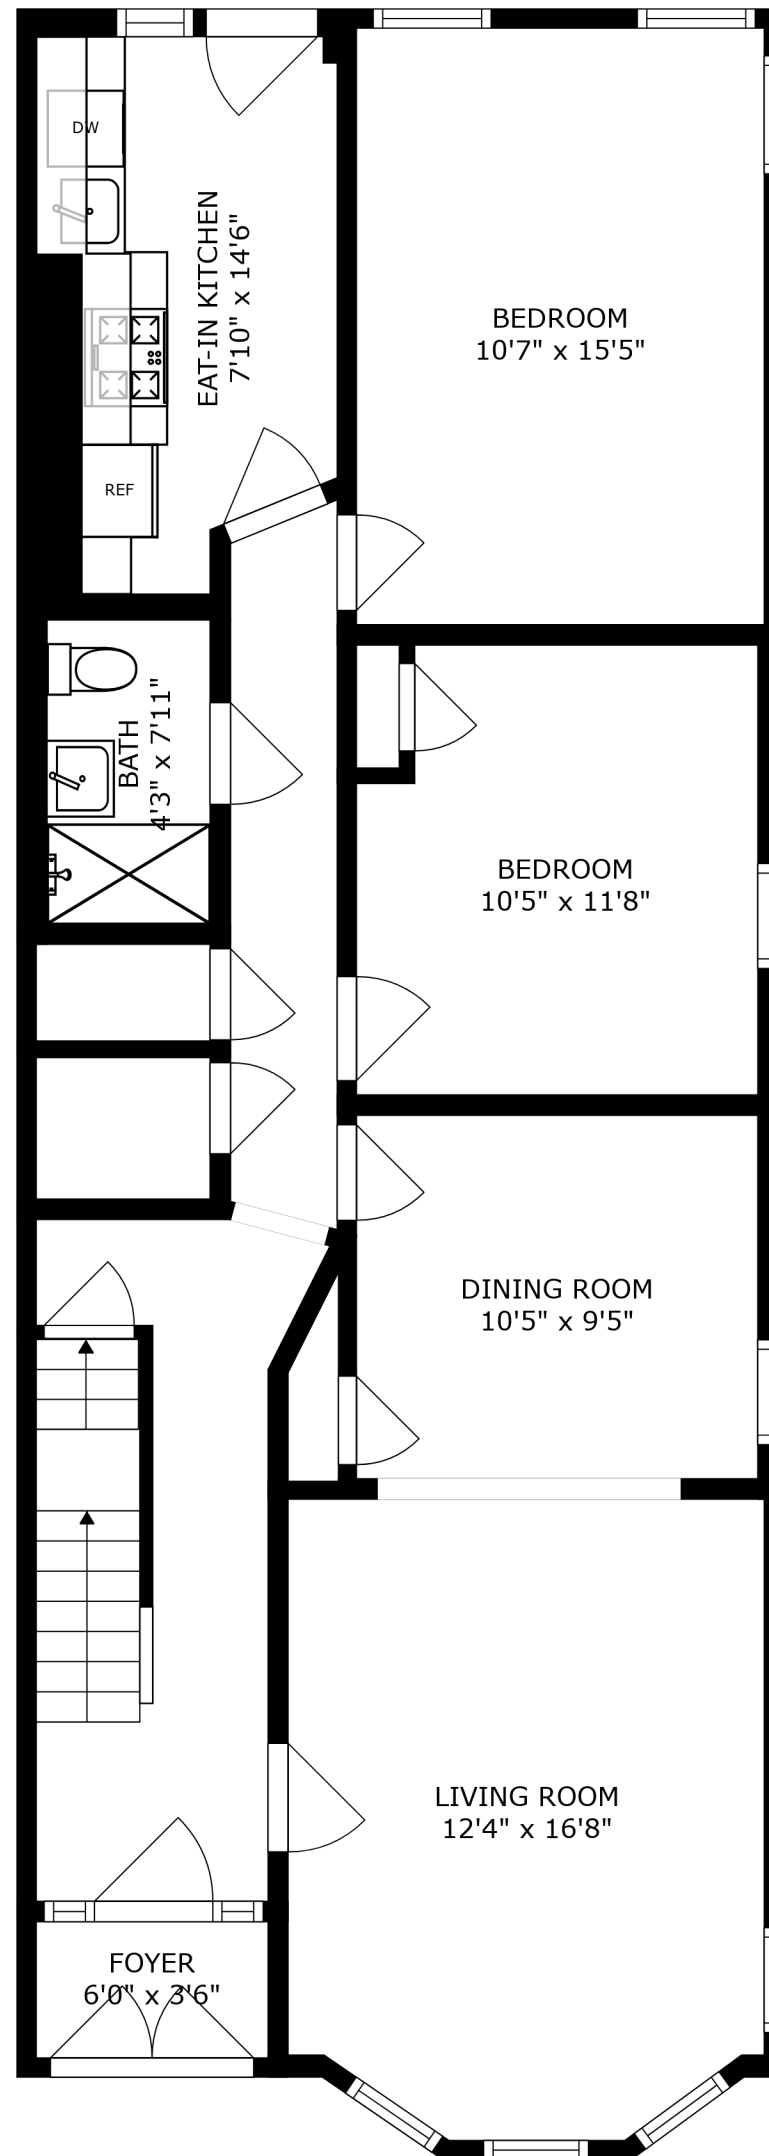 DW
EAT-IN KITCHEN
7'10" x 14'6"
BEDROOM
10'7" x 15'5"
REF
BATH
4'3" x 7'11"
BEDROOM
10'5" x 11'8"
DINING ROOM
10'5" x 9'5"
LIVING ROOM
12'4" x 16'8"
FOYER
6'0" x 3'6"